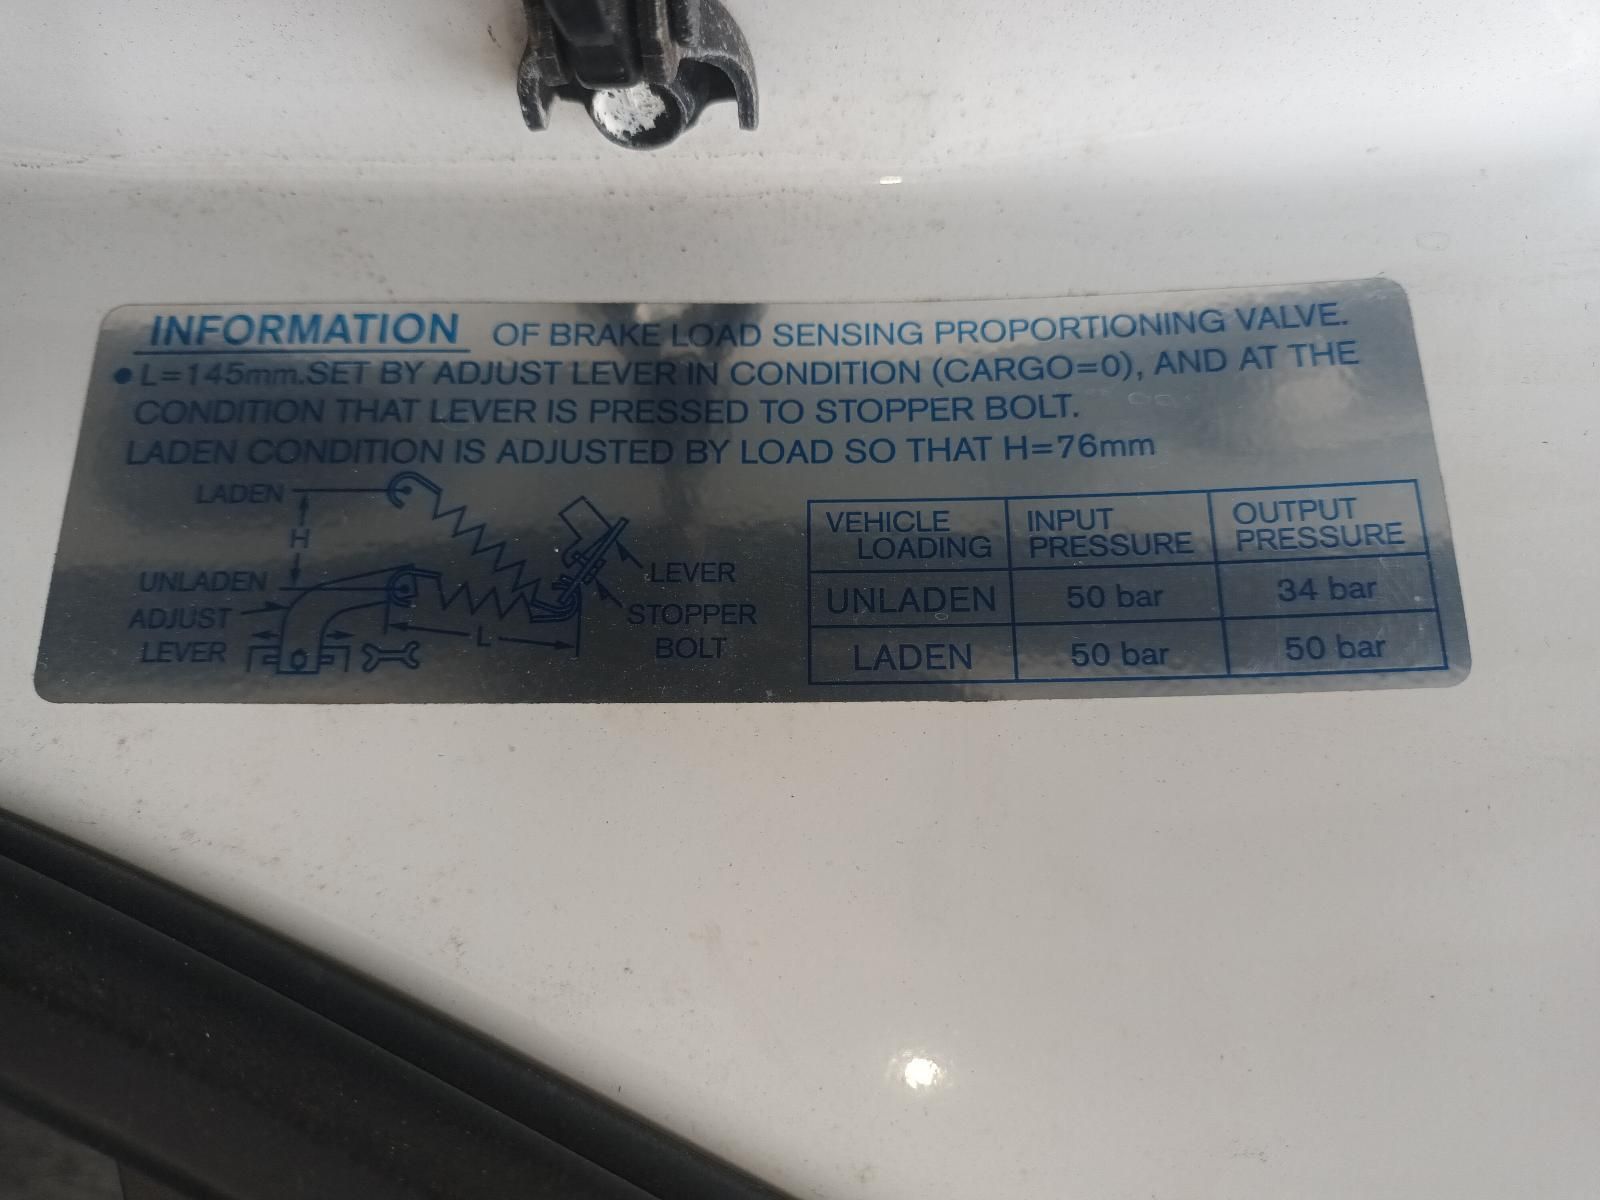 INFORMATION OF BRAKE LOAD SENSING PROPORTIONING VALVE.
• L=145mm.SET BY ADJUST LEVER IN CONDITION (CARGO=0), AND AT THE
CONDITION THAT LEVER IS PRESSED TO STOPPER BOLT.
LADEN CONDITION IS ADJUSTED BY LOAD SO THAT H=76mm
LADEN
H
UNLADEN
ADJUST
LEVER
L
LEVER
STOPPER
BOLT
VEHICLE LOADING INPUT PRESSURE OUTPUT PRESSURE
UNLADEN 50 bar 34 bar
LADEN 50 bar 50 bar